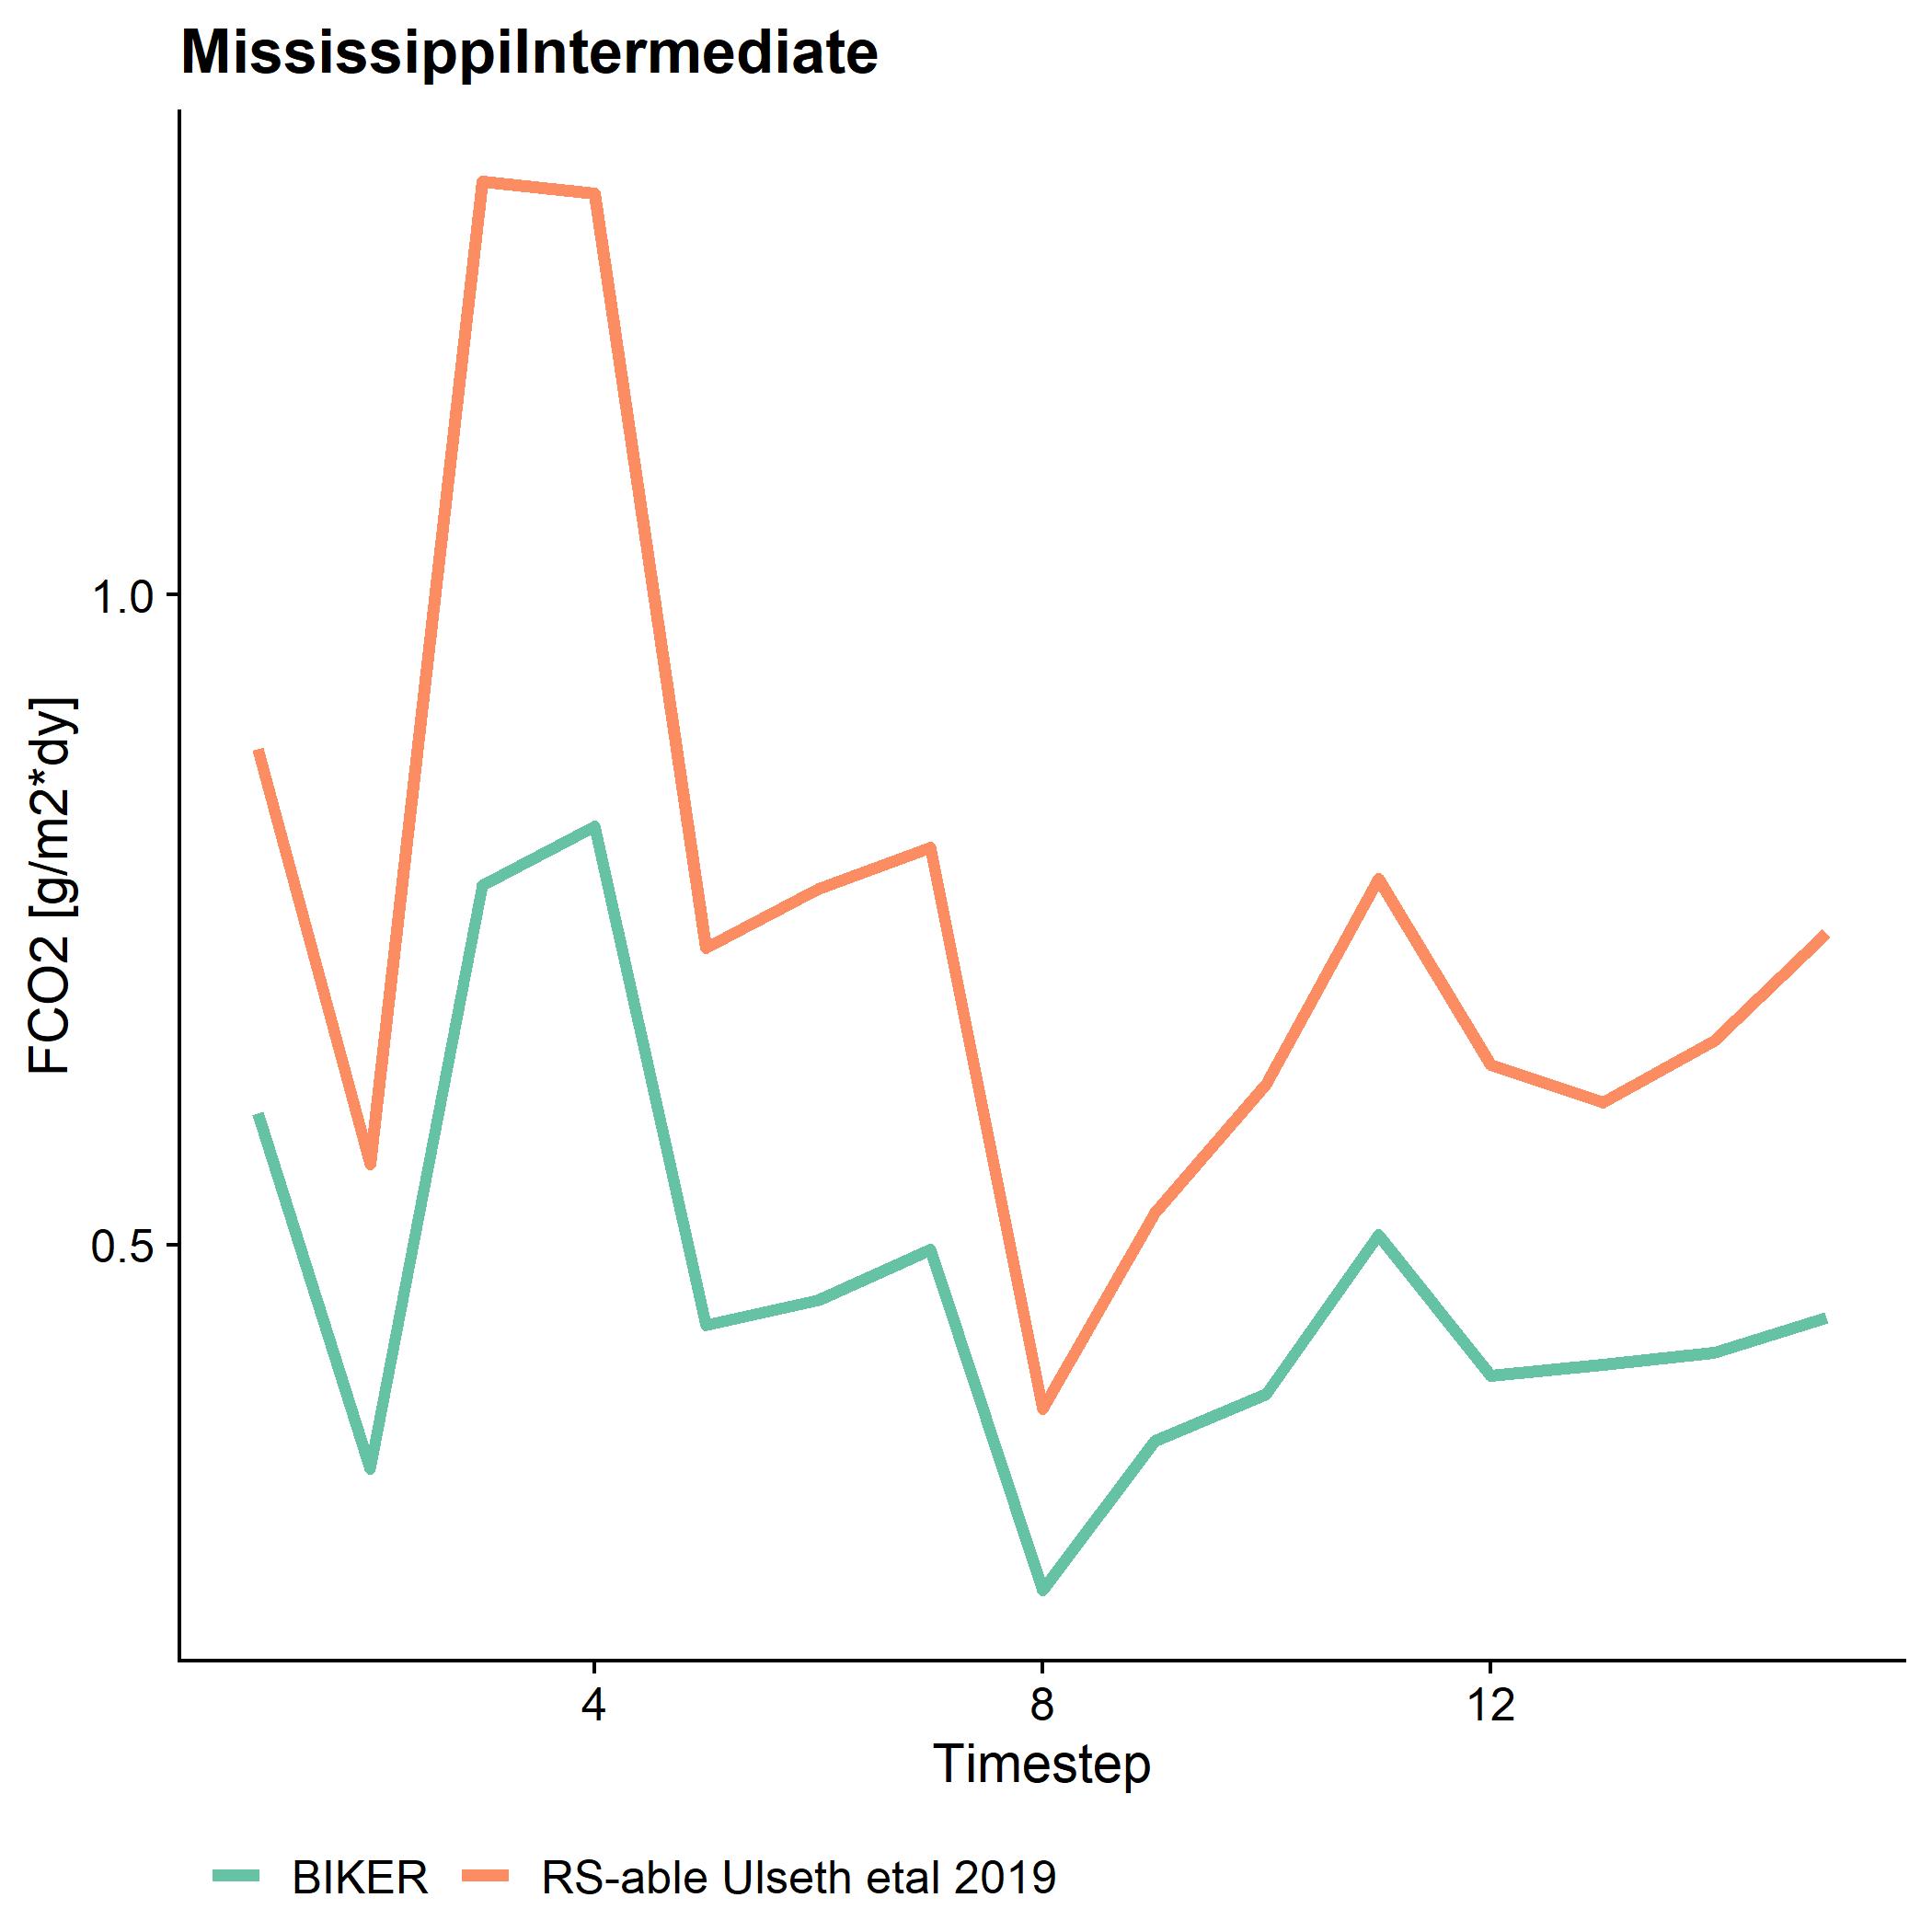 MississippiIntermediate
FCO2 [g/m2*dy]
1.0
0.5
4 8 12
Timestep
BIKER RS-able Ulseth etal 2019